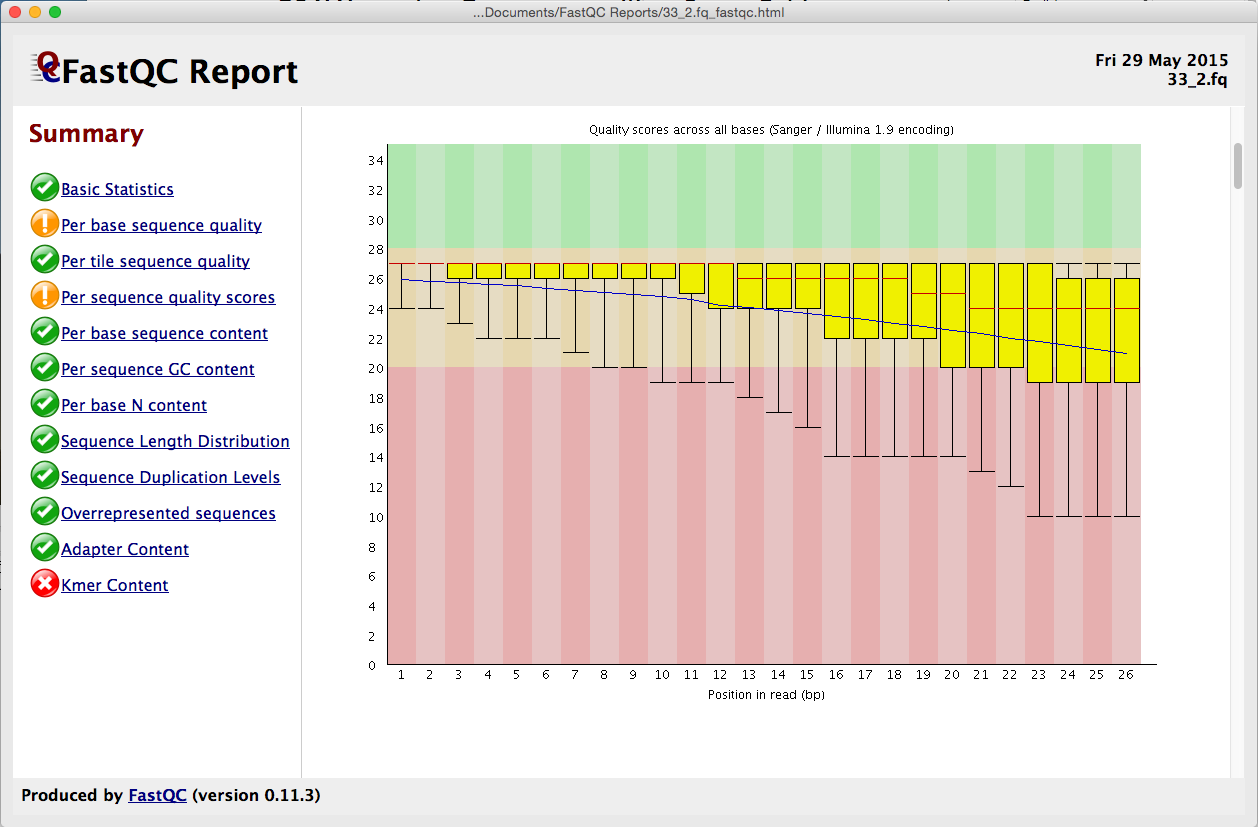 ...Documents/FastQC Reports/33_2.fq_fastqc.html
FastQC Report
Fri 29 May 2015
33_2.fq
Summary
Basic Statistics
Per base sequence quality
Per tile sequence quality
Per sequence quality scores
Per base sequence content
Per sequence GC content
Per base N content
Sequence Length Distribution
Sequence Duplication Levels
Overrepresented sequences
Adapter Content
Kmer Content
Quality scores across all bases (Sanger / Illumina 1.9 encoding)
34
32
30
28
26
24
22
20
18
16
14
12
10
8
6
4
2
0
1 2 3 4 5 6 7 8 9 10 11 12 13 14 15 16 17 18 19 20 21 22 23 24 25 26
Position in read (bp)
Produced by FastQC (version 0.11.3)